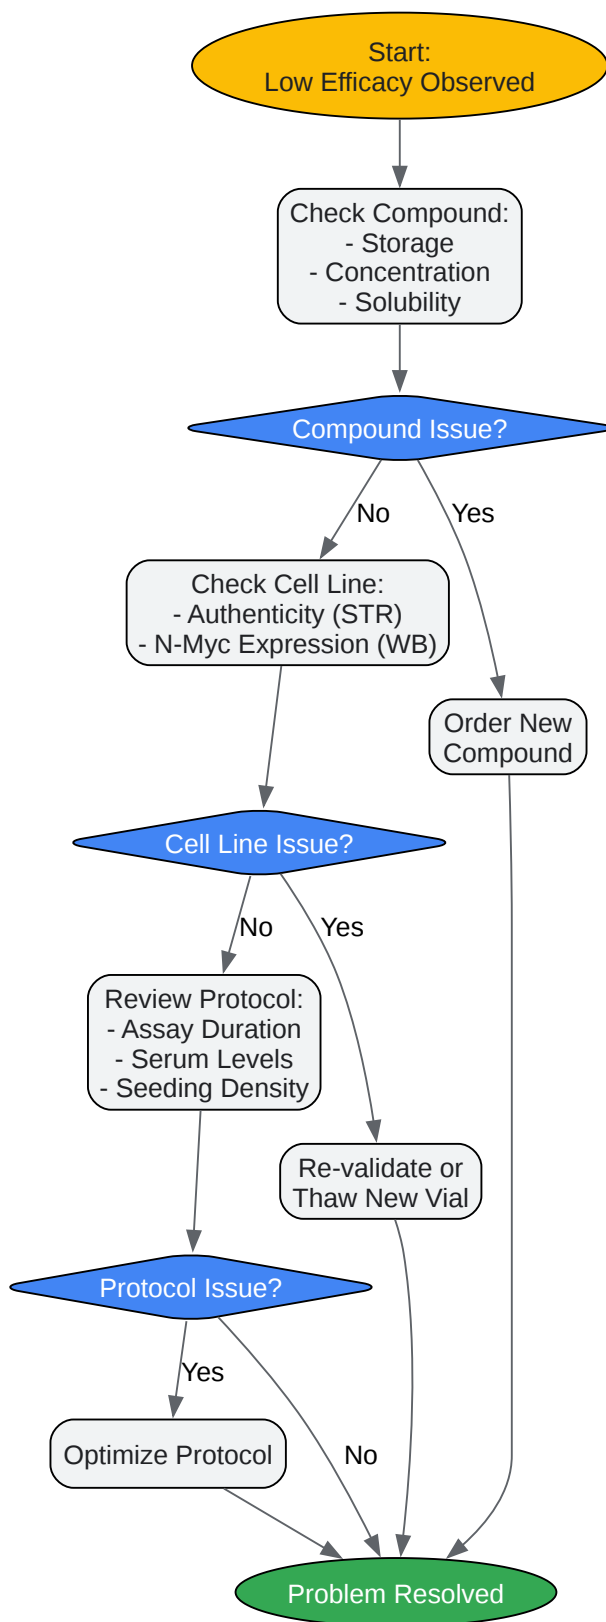 Start:
Low Efficacy Observed
Check Compound:
- Storage
- Concentration
- Solubility
Compound Issue?
No
Yes
Check Cell Line:
- Authenticity (STR)
- N-Myc Expression (WB)
Order New
Compound
Cell Line Issue?
No
Yes
Review Protocol:
- Assay Duration
- Serum Levels
- Seeding Density
Re-validate or
Thaw New Vial
Protocol Issue?
Yes
No
Optimize Protocol
Problem Resolved